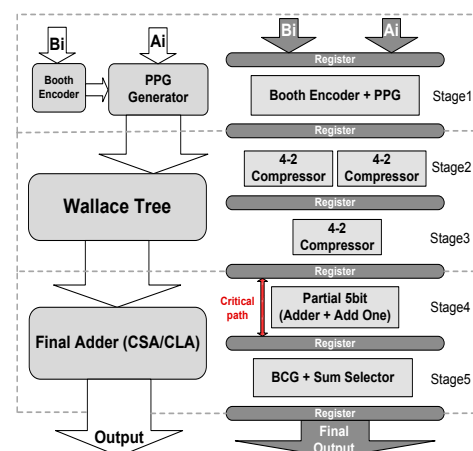 Bi
Ai
Booth
Encoder
PPG
Generator
Wallace Tree
Final Adder (CSA/CLA)
Output
Bi
Ai
Register
Booth Encoder + PPG
Stage1
Register
4-2
Compressor
4-2
Compressor
Stage2
Register
4-2
Compressor
Stage3
Register
Critical
path
Partial 5bit
(Adder + Add One)
Stage4
Register
BCG + Sum Selector
Stage5
Register
Final
Output